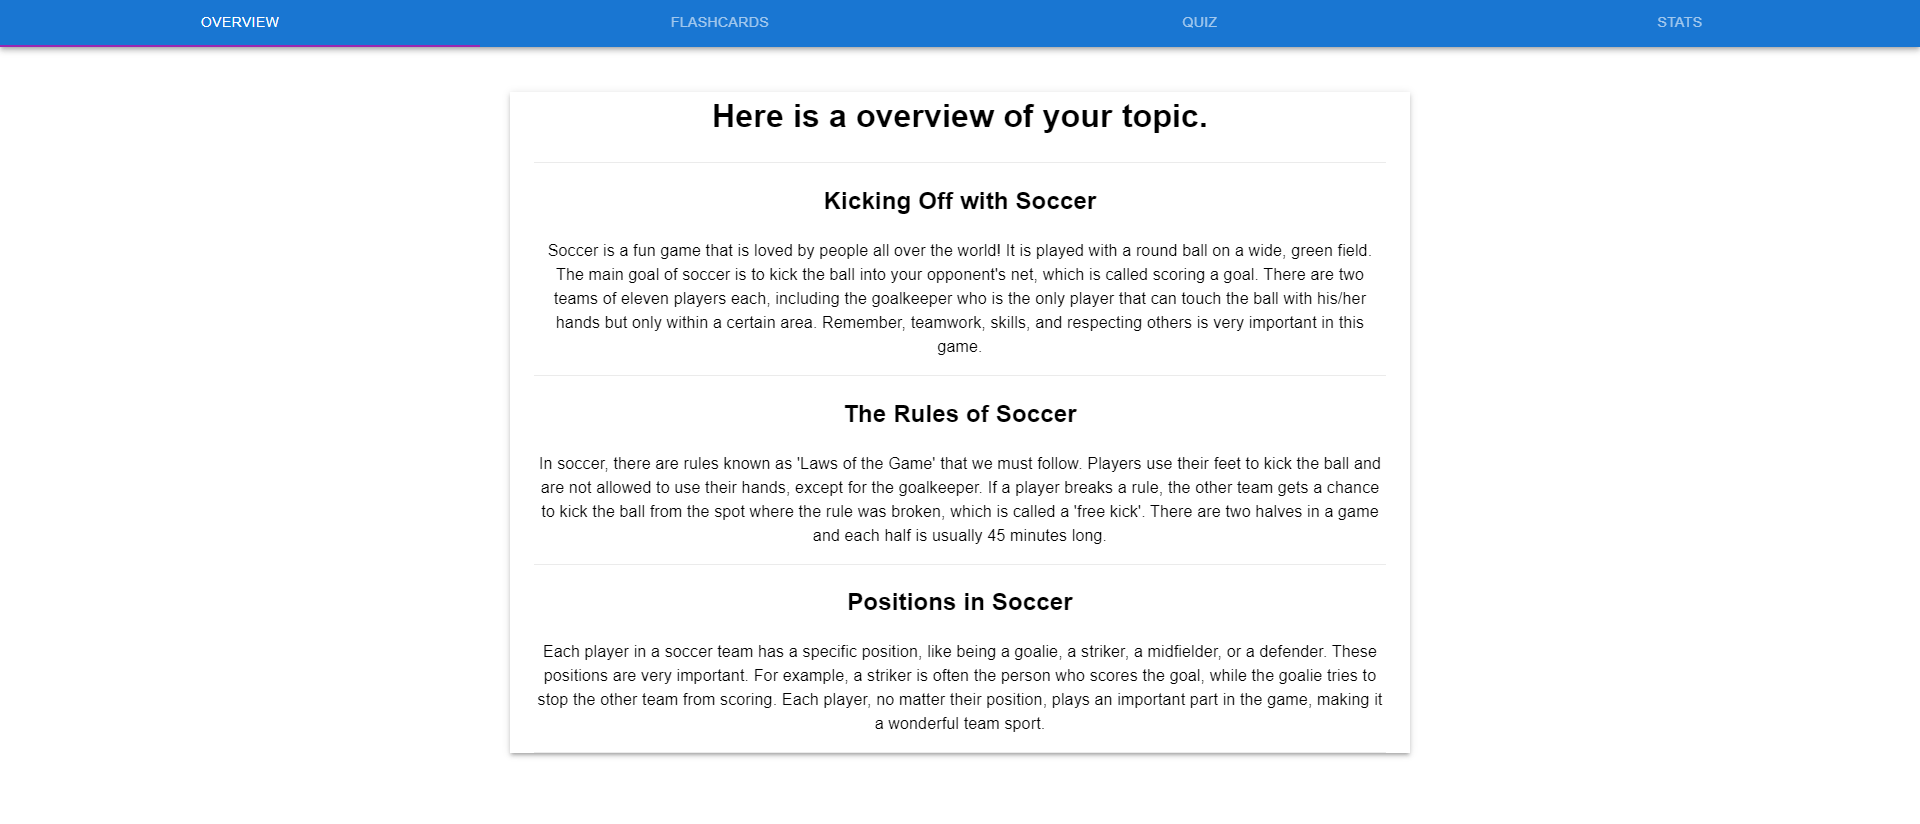 OVERVIEW
FLASHCARDS
QUIZ
STATS
Here is a overview of your topic.
Kicking Off with Soccer
Soccer is a fun game that is loved by people all over the world! It is played with a round ball on a wide, green field.
The main goal of soccer is to kick the ball into your opponent's net, which is called scoring a goal. There are two
teams of eleven players each, including the goalkeeper who is the only player that can touch the ball with his/her
hands but only within a certain area. Remember, teamwork, skills, and respecting others is very important in this
game.
The Rules of Soccer
In soccer, there are rules known as 'Laws of the Game' that we must follow. Players use their feet to kick the ball and
are not allowed to use their hands, except for the goalkeeper. If a player breaks a rule, the other team gets a chance
to kick the ball from the spot where the rule was broken, which is called a 'free kick'. There are two halves in a game
and each half is usually 45 minutes long.
Positions in Soccer
Each player in a soccer team has a specific position, like being a goalie, a striker, a midfielder, or a defender. These
positions are very important. For example, a striker is often the person who scores the goal, while the goalie tries to
stop the other team from scoring. Each player, no matter their position, plays an important part in the game, making it
a wonderful team sport.